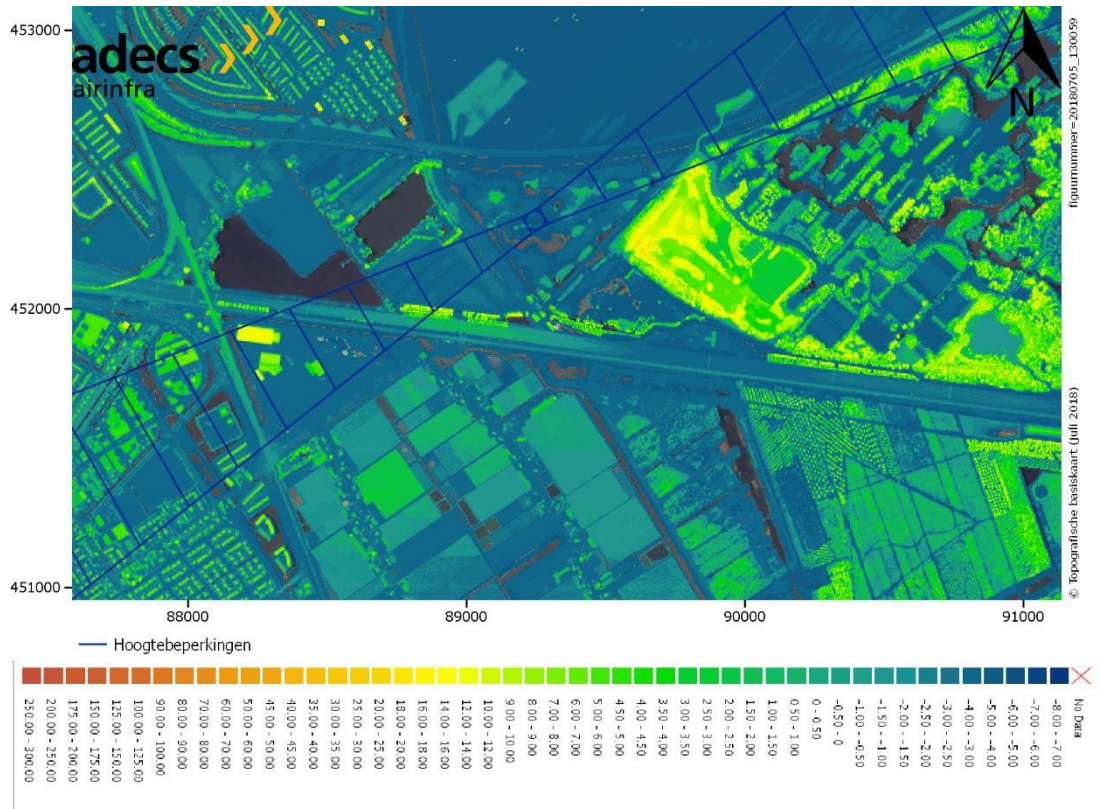 453000
452000
451000
adecs
airinfra
N
figuurnummer=20180705_130059
© Topografische basiskaart (juli 2018)
88000
89000
90000
91000
Hoogtebeperkingen
250.00 - 300.00
200.00 - 250.00
175.00 - 200.00
150.00 - 175.00
125.00 - 150.00
100.00 - 125.00
90.00 - 100.00
80.00 - 90.00
70.00 - 80.00
60.00 - 70.00
50.00 - 60.00
45.00 - 50.00
40.00 - 45.00
35.00 - 40.00
30.00 - 35.00
25.00 - 30.00
20.00 - 25.00
18.00 - 20.00
16.00 - 18.00
14.00 - 16.00
12.00 - 14.00
10.00 - 12.00
9.00 - 10.00
8.00 - 9.00
7.00 - 8.00
6.00 - 7.00
5.00 - 6.00
4.50 - 5.00
4.00 - 4.50
3.50 - 4.00
3.00 - 3.50
2.50 - 3.00
2.00 - 2.50
1.50 - 2.00
1.00 - 1.50
0.50 - 1.00
0 - 0.50
-0.50 - 0
-1.00 - -0.50
-1.50 - -1.00
-2.00 - -1.50
-2.50 - -2.00
-3.00 - -2.50
-4.00 - -3.00
-5.00 - -4.00
-6.00 - -5.00
-7.00 - -6.00
-8.00 - -7.00
No Data